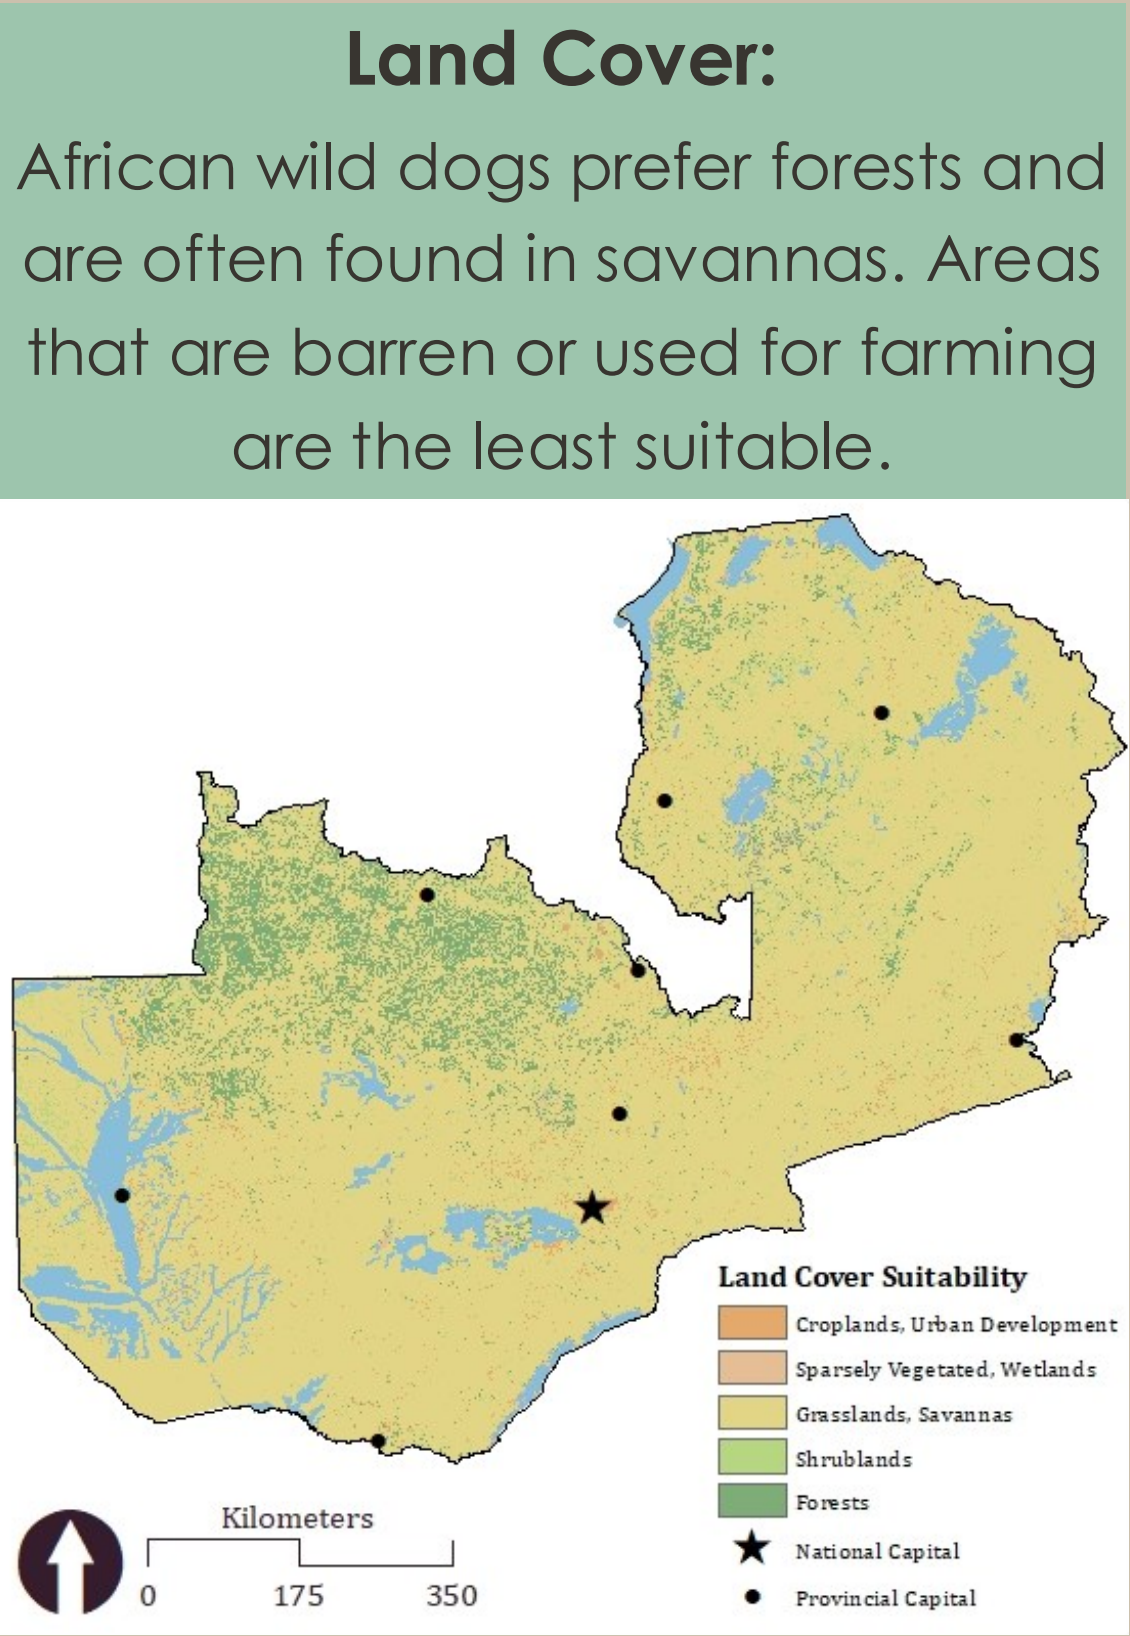 Land Cover:
African wild dogs prefer forests and
are often found in savannas. Areas
that are barren or used for farming
are the least suitable.
Land Cover Suitability
Croplands, Urban Development
Sparsely Vegetated, Wetlands
Grasslands, Savannas
Shrublands
Forests
National Capital
Provincial Capital
Kilometers
0 175 350